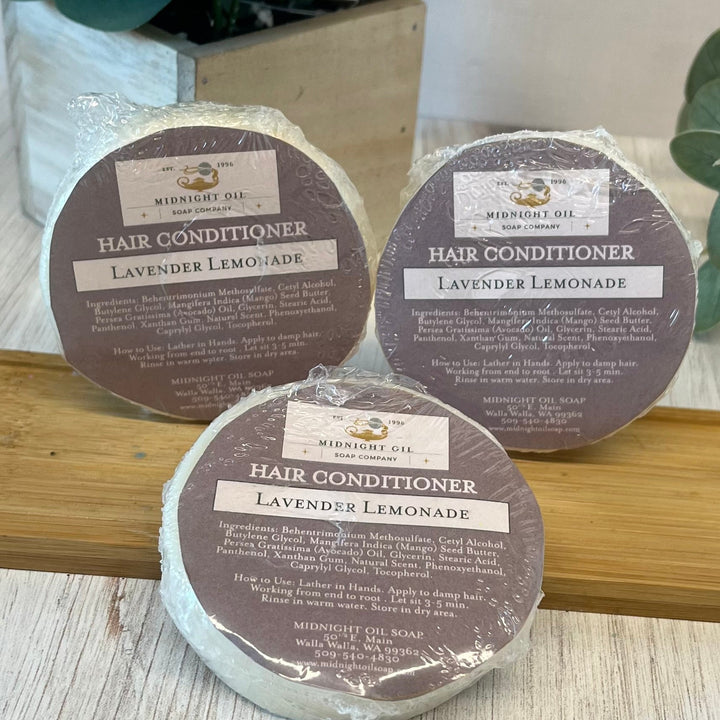 EST. 1996
MIDNIGHT OIL
SOAP COMPANY
HAIR CONDITIONER
LAVENDER LEMONADE
Ingredients: Behentrimonium Methosulfate, Cetyl Alcohol,
Butylene Glycol, Mangifera Indica (Mango) Seed Butter,
Persea Gratissima (Avocado) Oil, Glycerin, Stearic Acid,
Panthenol, Xanthan Gum, Natural Scent, Phenoxyethanol,
Caprylyl Glycol, Tocopherol.
How to Use: Lather in Hands. Apply to damp hair.
Working from end to root . Let sit 3-5 min.
Rinse in warm water. Store in dry area.
MIDNIGHT OIL SOAP
E. Main
Walla Walla, WA
509-540-4830
www.midnight
EST. 1996
MIDNIGHT OIL
SOAP COMPANY
HAIR CONDITIONER
LAVENDER LEMONADE
Ingredients: Behentrimonium Methosulfate, Cetyl Alcohol,
Butylene Glycol, Mangifera Indica (Mango) Seed Butter,
Persea Gratissima (Avocado) Oil, Glycerin, Stearic Acid,
Panthenol, Xanthan Gum, Natural Scent, Phenoxyethanol,
Caprylyl Glycol, Tocopherol.
How to Use: Lather in Hands. Apply to damp hair.
Working from end to root . Let sit 3-5 min.
Rinse in warm water. Store in dry area.
MIDNIGHT OIL SOAP
E. Main
Walla Walla, WA 99362
509-540-4830
www.midnightoilsoap.com
EST. 1996
MIDNIGHT OIL
SOAP COMPANY
HAIR CONDITIONER
LAVENDER LEMONADE
Ingredients: Behentrimonium Methosulfate, Cetyl Alcohol,
Butylene Glycol, Mangifera Indica (Mango) Seed Butter,
Persea Gratissima (Avocado) Oil, Glycerin, Stearic Acid,
Panthenol, Xanthan Gum, Natural Scent, Phenoxyethanol,
Caprylyl Glycol, Tocopherol.
How to Use: Lather in Hands. Apply to damp hair.
Working from end to root . Let sit 3-5 min.
Rinse in warm water. Store in dry area.
MIDNIGHT OIL SOAP
E. Main
Walla Walla, WA 99362
509-540-4830
www.midnightoilsoap